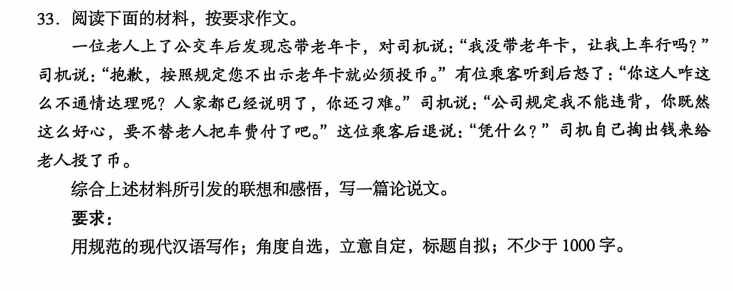 33．阅读下面的材料，按要求作文。
一位老人上了公交车后发现忘带老年卡，对司机说：“我没带老年卡，让我上车行吗？”
司机说：“抱歉，按照规定您不出示老年卡就必须投币。”有位乘客听到后怒了：“你这人咋这
么不通情达理呢？人家都已经说明了，你还刁难。”司机说：“公司规定我不能违背，你既然
这么好心，要不替老人把车费付了吧。”这位乘客后退说：“凭什么？”司机自己掏出钱来给
老人投了币。
综合上述材料所引发的联想和感悟，写一篇论说文。
要求：
用规范的现代汉语写作；角度自选，立意自定，标题自拟；不少于 1000 字。